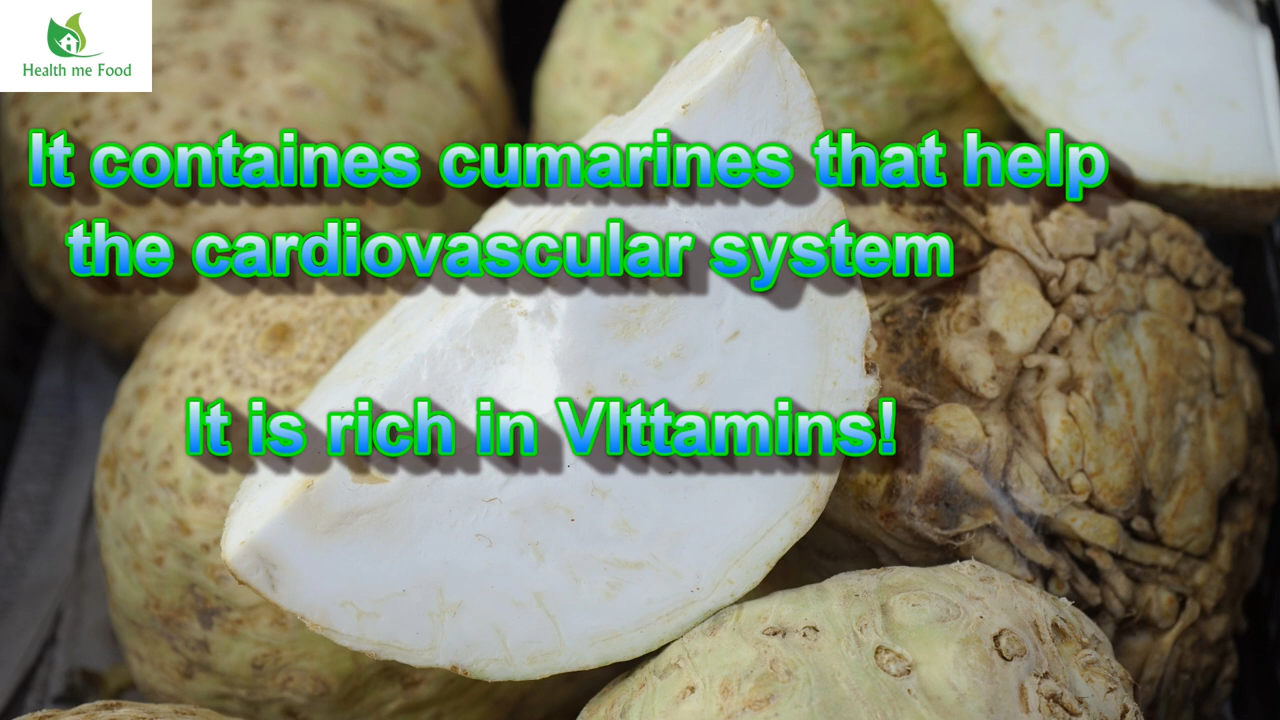 Health me Food
It containes cumarines that help
the cardiovascular system
It is rich in VIttamins!